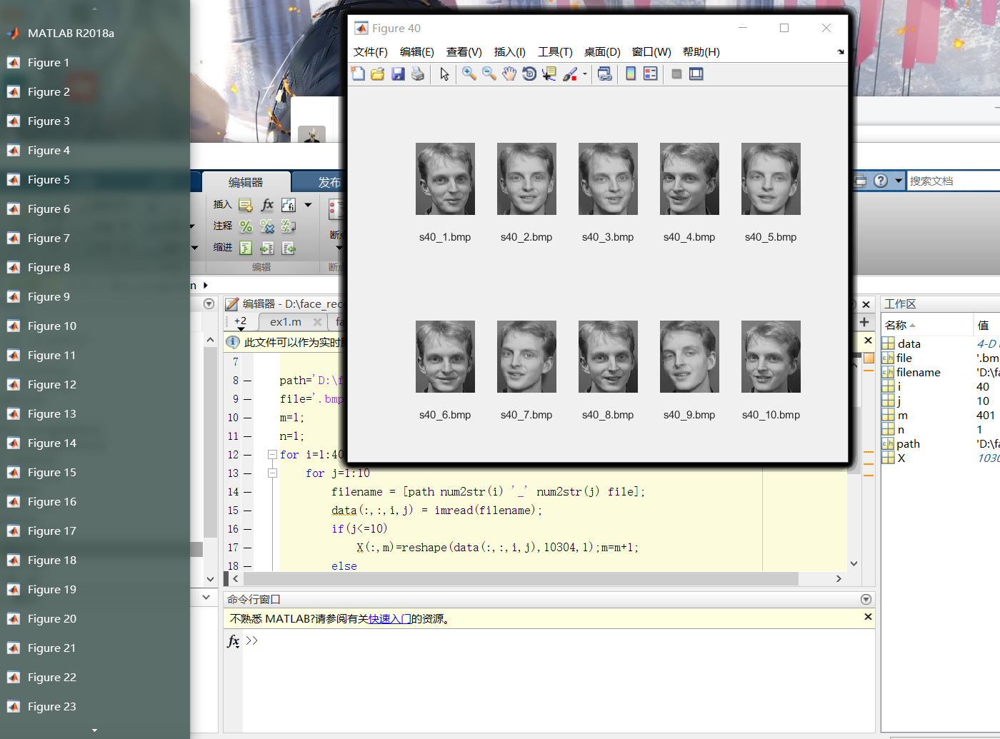 MATLAB R2018a
Figure 1
Figure 2
Figure 3
Figure 4
Figure 5
Figure 6
Figure 7
Figure 8
Figure 9
Figure 10
Figure 11
Figure 12
Figure 13
Figure 14
Figure 15
Figure 16
Figure 17
Figure 18
Figure 19
Figure 20
Figure 21
Figure 22
Figure 23
Figure 40
文件(F) 编辑(E) 查看(V) 插入(I) 工具(T) 桌面(D) 窗口(W) 帮助(H)
s40_1.bmp s40_2.bmp s40_3.bmp s40_4.bmp s40_5.bmp
s40_6.bmp s40_7.bmp s40_8.bmp s40_9.bmp s40_10.bmp
编辑器 发布
搜索文档
插入 fx fi
注释
断点
缩进
编辑 断点
n
编辑器 - D:\face_rec
+2 ex1.m fa
此文件可以作为实时
7
8 path='D:\f
9 file='.bmp
10 m=1;
11 n=1;
12 for i=1:40
13 for j=1:10
14 filename = [path num2str(i) '_' num2str(j) file];
15 data(:,:,i,j) = imread(filename);
16 if(j<=10)
17 X(:,m)=reshape(data(:,:,i,j),10304,1);m=m+1;
18 else
命令行窗口
不熟悉 MATLAB?请参阅有关快速入门的资源。
fx >>
工作区
名称 值
data 4-D
file '.bm
filename 'D:\fa
i 40
j 10
m 401
n 1
path 'D:\fa
X 1030